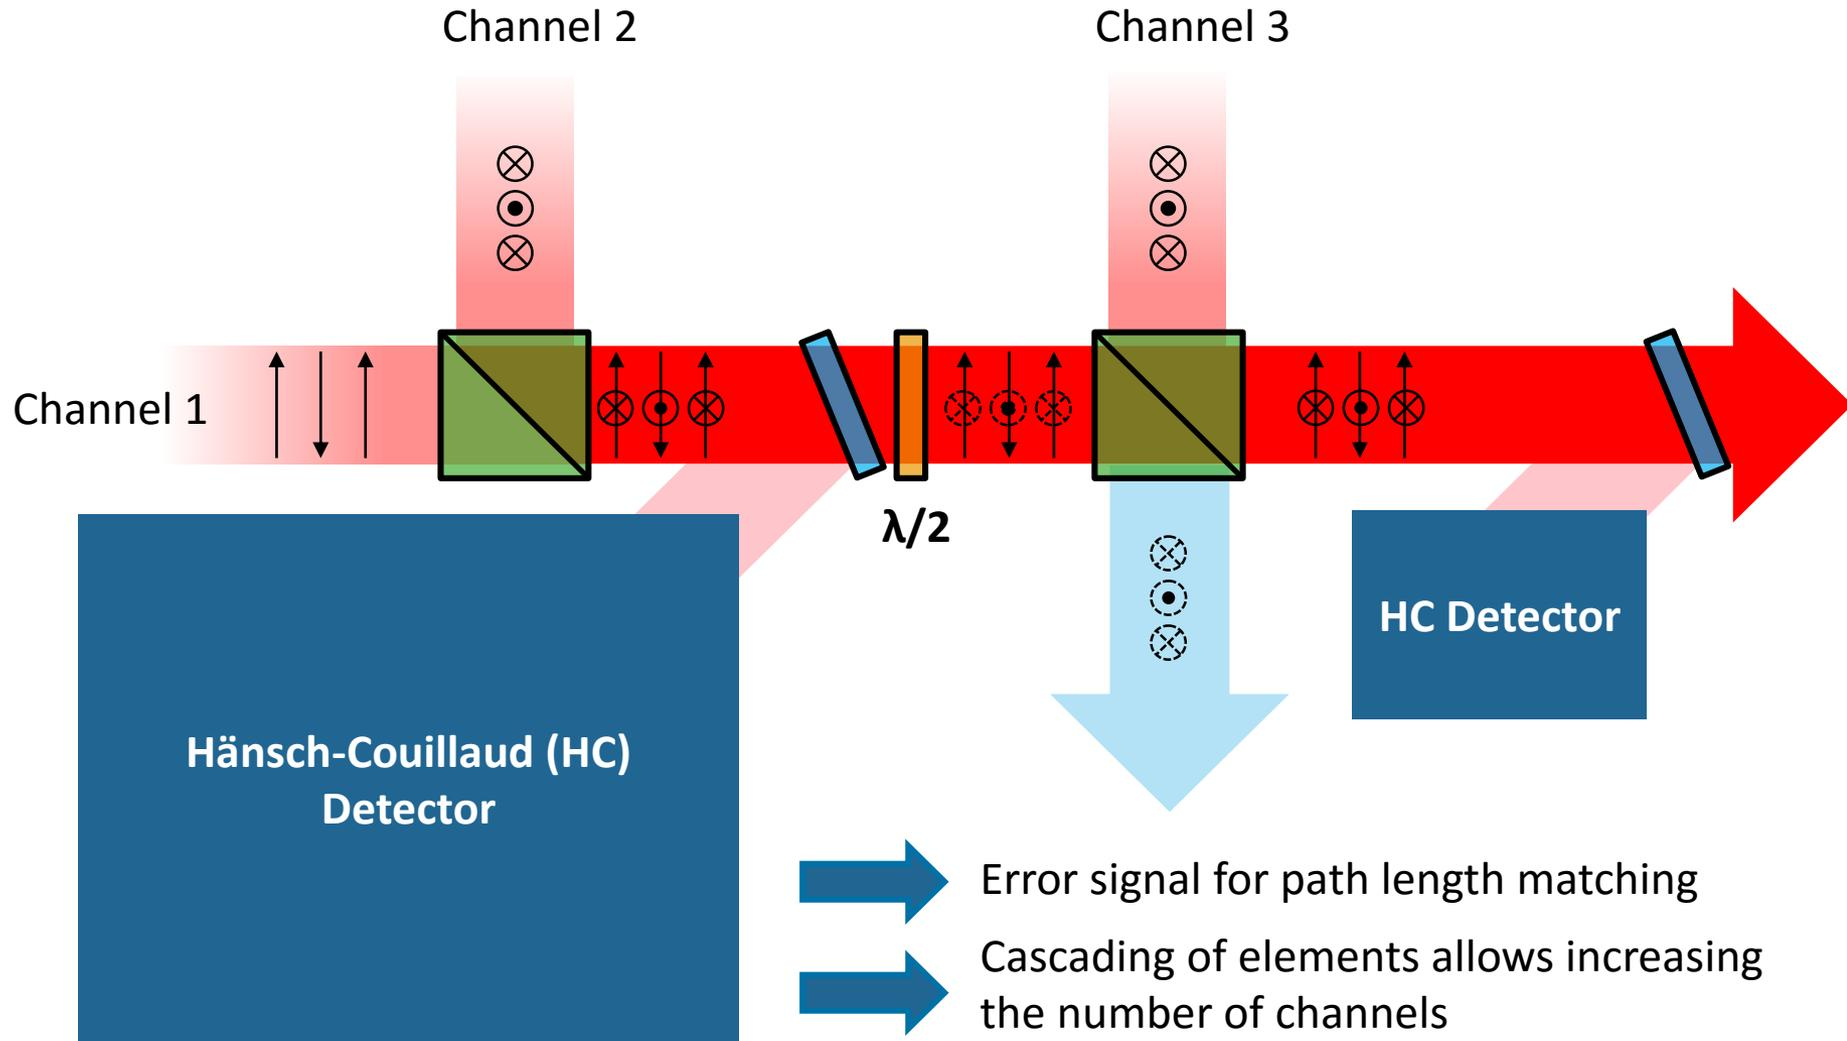 Channel 2
Channel 3
Channel 1
λ/2
HC Detector
Hänsch-Couillaud (HC)
Detector
Error signal for path length matching
Cascading of elements allows increasing
the number of channels